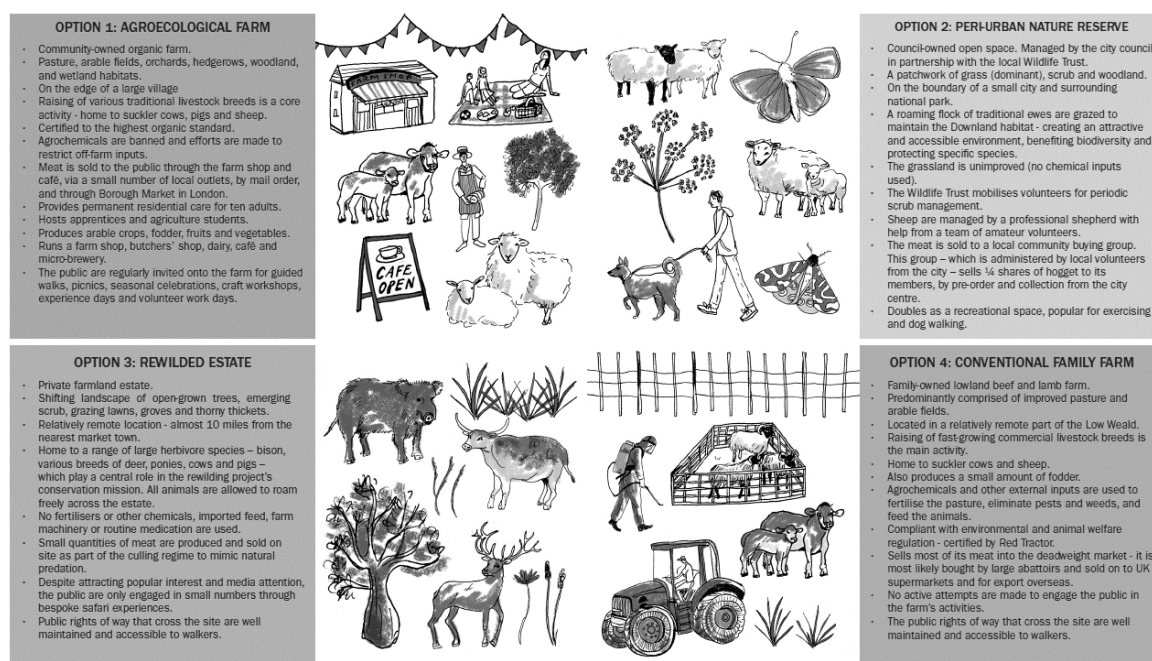 OPTION 1: AGROECOLOGICAL FARM
· Community-owned organic farm.
· Pasture, arable fields, orchards, hedgerows, woodland,
and wetland habitats.
· On the edge of a large village
· Raising of various traditional livestock breeds is a core
activity - home to suckler cows, pigs and sheep.
· Certified to the highest organic standard.
· Agrochemicals are banned and efforts are made to
restrict off-farm inputs.
· Meat is sold to the public through the farm shop and
café, via a small number of local outlets, by mail order,
and through Borough Market in London.
· Provides permanent residential care for ten adults.
· Hosts apprentices and agriculture students.
· Produces arable crops, fodder, fruits and vegetables.
· Runs a farm shop, butchers' shop, dairy, café and
micro-brewery.
· The public are regularly invited onto the farm for guided
walks, picnics, seasonal celebrations, craft workshops,
experience days and volunteer work days.
FARM SHOP
CAFE
OPEN
OPTION 2: PERI-URBAN NATURE RESERVE
· Council-owned open space. Managed by the city council
in partnership with the local Wildlife Trust.
· A patchwork of grass (dominant), scrub and woodland.
· On the boundary of a small city and surrounding
national park.
· A roaming flock of traditional ewes are grazed to
maintain the Downland habitat - creating an attractive
and accessible environment, benefiting biodiversity and
protecting specific species.
· The grassland is unimproved (no chemical inputs
used).
· The Wildlife Trust mobilises volunteers for periodic
scrub management.
· Sheep are managed by a professional shepherd with
help from a team of amateur volunteers.
· The meat is sold to a local community buying group.
This group – which is administered by local volunteers
from the city – sells ¼ shares of hogget to its
members, by pre-order and collection from the city
centre.
· Doubles as a recreational space, popular for exercising
and dog walking.
OPTION 3: REWILDED ESTATE
· Private farmland estate.
· Shifting landscape of open-grown trees, emerging
scrub, grazing lawns, groves and thorny thickets.
· Relatively remote location - almost 10 miles from the
nearest market town.
· Home to a range of large herbivore species – bison,
various breeds of deer, ponies, cows and pigs –
which play a central role in the rewilding project's
conservation mission. All animals are allowed to roam
freely across the estate.
· No fertilisers or other chemicals, imported feed, farm
machinery or routine medication are used.
· Small quantities of meat are produced and sold on
site as part of the culling regime to mimic natural
predation.
· Despite attracting popular interest and media attention,
the public are only engaged in small numbers through
bespoke safari experiences.
· Public rights of way that cross the site are well
maintained and accessible to walkers.
OPTION 4: CONVENTIONAL FAMILY FARM
· Family-owned lowland beef and lamb farm.
· Predominantly comprised of improved pasture and
arable fields.
· Located in a relatively remote part of the Low Weald.
· Raising of fast-growing commercial livestock breeds is
the main activity.
· Home to suckler cows and sheep.
· Also produces a small amount of fodder.
· Agrochemicals and other external inputs are used to
fertilise the pasture, eliminate pests and weeds, and
feed the animals.
· Compliant with environmental and animal welfare
regulation - certified by Red Tractor.
· Sells most of its meat into the deadweight market - it is
most likely bought by large abattoirs and sold on to UK
supermarkets and for export overseas.
· No active attempts are made to engage the public in
the farm's activities.
· The public rights of way that cross the site are well
maintained and accessible to walkers.